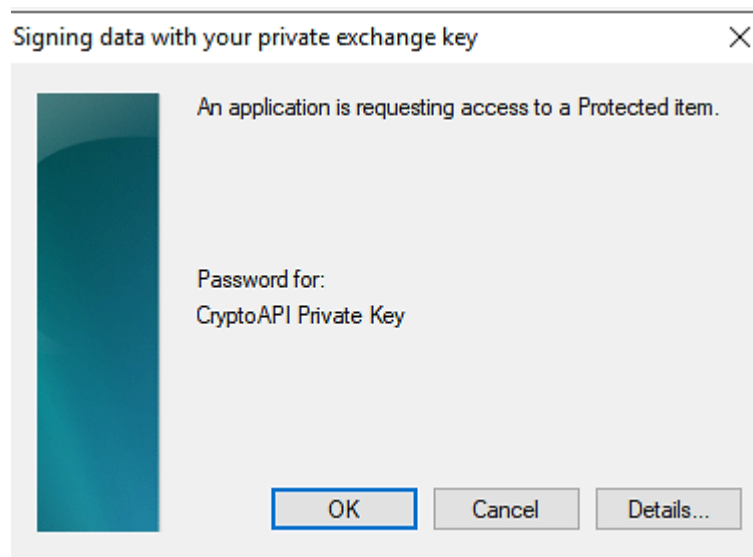 Signing data with your private exchange key
An application is requesting access to a Protected item.
Password for:
CryptoAPI Private Key
OK
Cancel
Details...